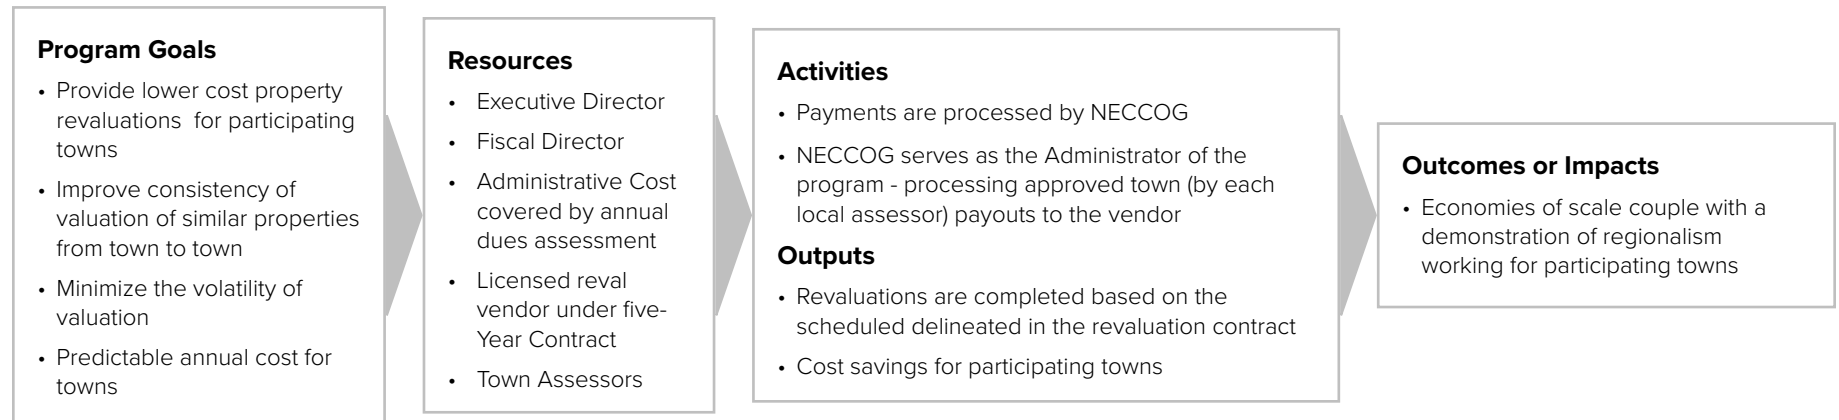 Program Goals
• Provide lower cost property
revaluations for participating
towns
• Improve consistency of
valuation of similar properties
from town to town
• Minimize the volatility of
valuation
• Predictable annual cost for
towns
Resources
• Executive Director
• Fiscal Director
• Administrative Cost
covered by annual
dues assessment
• Licensed reval
vendor under five-
Year Contract
• Town Assessors
Activities
• Payments are processed by NECCOG
• NECCOG serves as the Administrator of the
program - processing approved town (by each
local assessor) payouts to the vendor
Outputs
• Revaluations are completed based on the
scheduled delineated in the revaluation contract
• Cost savings for participating towns
Outcomes or Impacts
• Economies of scale couple with a
demonstration of regionalism
working for participating towns